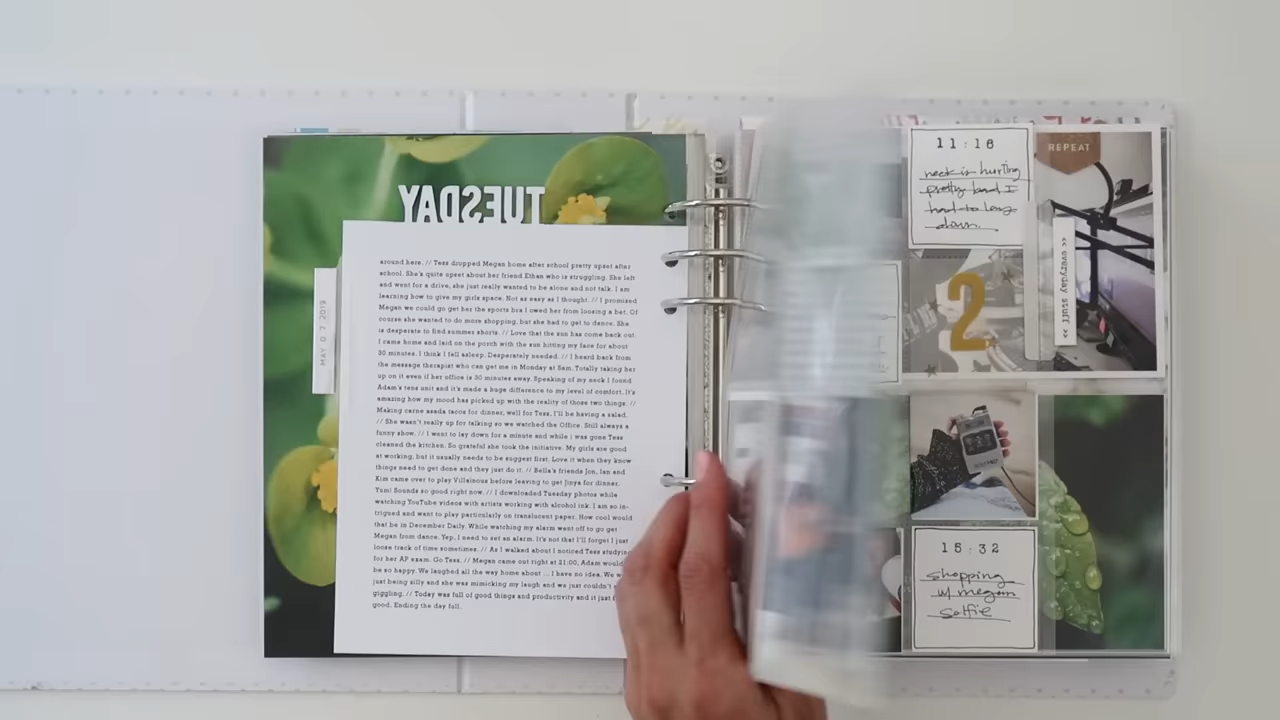 TUESDAY
MAY 0 7 2019
around here. // Tess dropped Megan home after school pretty upset after
school. She's quite upset about her friend Ethan who is struggling. She left
and went for a drive, she just really wanted to be alone and not talk. I am
learning how to give my girls space. Not as easy as I thought. // I promised
Megan we could go get her the sports bra I owed her from loosing a bet. Of
course she wanted to do more shopping, but she had to get to dance. She
is desperate to find summer shorts. // Love that the sun has come back out.
I came home and laid on the porch with the sun hitting my face for about
30 minutes. I think I fell asleep. Desperately needed. // I heard back from
the message therapist who can get me in Monday at 8am. Totally taking her
up on it even if her office is 30 minutes away. Speaking of my neck I found
Adam's tens unit and it's made a huge difference to my level of comfort. It's
amazing how my mood has picked up with the reality of those two things. //
Making carne asada tacos for dinner, well for Tess, I'll be having a salad.
// She wasn't really up for talking so we watched the Office. Still always a
funny show. // I went to lay down for a minute and while i was gone Tess
cleaned the kitchen. So grateful she took the initiative. My girls are good
at working, but it usually needs to be suggest first. Love it when they know
things need to get done and they just do it. // Bella's friends Jon, Ian and
Kim came over to play Villainous before leaving to get Jinya for dinner.
Yum! Sounds so good right now. // I downloaded Tuesday photos while
watching YouTube videos with artists working with alcohol ink. I am so in-
trigued and want to play particularly on translucent paper. How cool would
that be in December Daily. While watching my alarm went off to go get
Megan from dance. Yep, I need to set an alarm. It's not that I'll forget I just
loose track of time sometimes. // As I walked about I noticed Tess studying
for her AP exam. Go Tess. // Megan came out right at 21:00, Adam would
be so happy. We laughed all the way home about ... I have no idea. We w
just being silly and she was mimicking my laugh and we just couldn't
giggling. // Today was full of good things and productivity and it just
good. Ending the day full.
11:18
neck is hurting
pretty bad I
had to lay
down.
REPEAT
2
>> everyday stuff <<
15:32
shopping
w/ megan
selfie